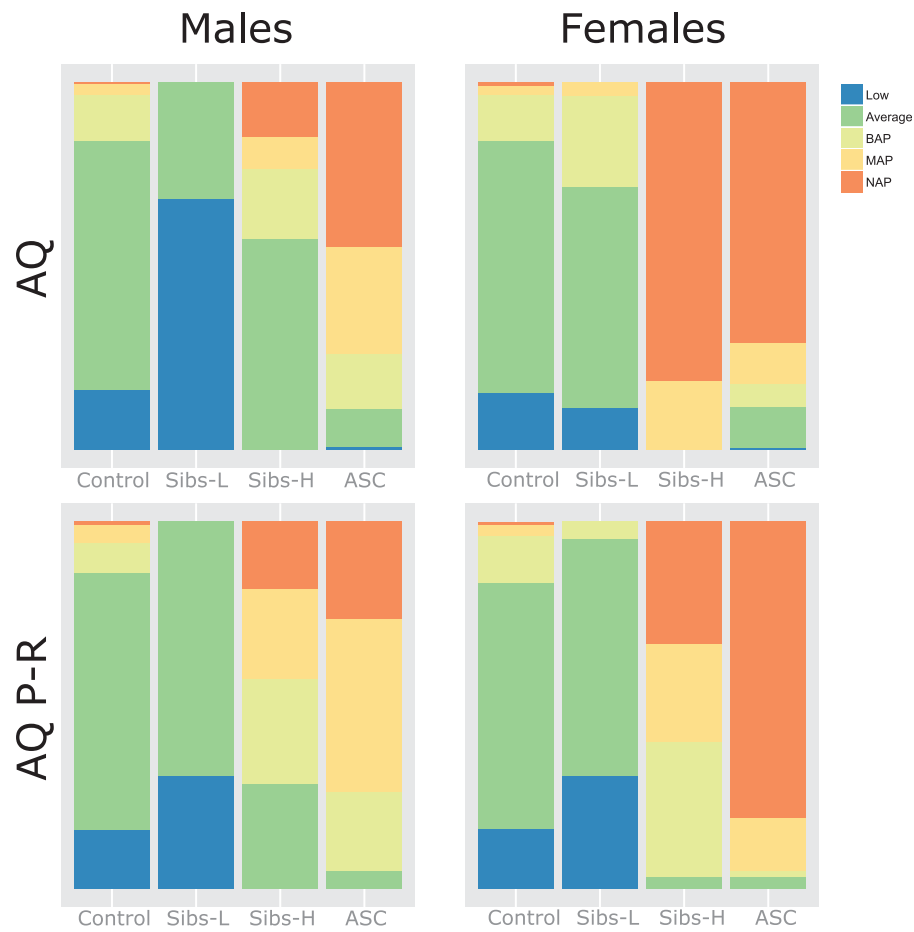 Males
Females
Low
Average
BAP
MAP
NAP
AQ
Control Sibs-L Sibs-H ASC
Control Sibs-L Sibs-H ASC
AQ P-R
Control Sibs-L Sibs-H ASC
Control Sibs-L Sibs-H ASC